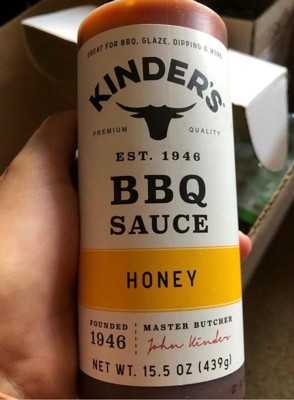 GREAT FOR BBQ, GLAZE, DIPPING & MORE
KINDER'S
PREMIUM QUALITY
EST. 1946
BBQ
SAUCE
HONEY
FOUNDED MASTER BUTCHER
1946 John Kinder
NET WT. 15.5 OZ (439g)